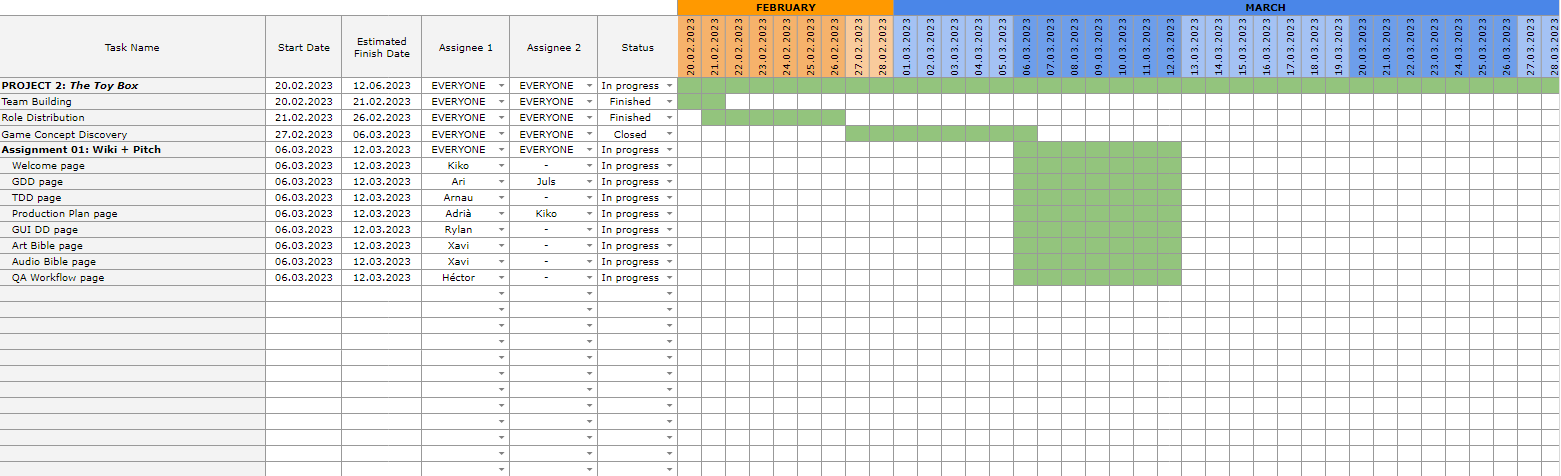 FEBRUARY MARCH
Task Name Start Date Estimated Finish Date Assignee 1 Assignee 2 Status 20.02.2023 21.02.2023 22.02.2023 23.02.2023 24.02.2023 25.02.2023 26.02.2023 27.02.2023 28.02.2023 01.03.2023 02.03.2023 03.03.2023 04.03.2023 05.03.2023 06.03.2023 07.03.2023 08.03.2023 09.03.2023 10.03.2023 11.03.2023 12.03.2023 13.03.2023 14.03.2023 15.03.2023 16.03.2023 17.03.2023 18.03.2023 19.03.2023 20.03.2023 21.03.2023 22.03.2023 23.03.2023 24.03.2023 25.03.2023 26.03.2023 27.03.2023 28.03.2023
PROJECT 2: The Toy Box 20.02.2023 12.06.2023 EVERYONE EVERYONE In progress
Team Building 20.02.2023 21.02.2023 EVERYONE EVERYONE Finished
Role Distribution 21.02.2023 26.02.2023 EVERYONE EVERYONE Finished
Game Concept Discovery 27.02.2023 06.03.2023 EVERYONE EVERYONE Closed
Assignment 01: Wiki + Pitch 06.03.2023 12.03.2023 EVERYONE EVERYONE In progress
Welcome page 06.03.2023 12.03.2023 Kiko - In progress
GDD page 06.03.2023 12.03.2023 Ari Juls In progress
TDD page 06.03.2023 12.03.2023 Arnau - In progress
Production Plan page 06.03.2023 12.03.2023 Adrià Kiko In progress
GUI DD page 06.03.2023 12.03.2023 Rylan - In progress
Art Bible page 06.03.2023 12.03.2023 Xavi - In progress
Audio Bible page 06.03.2023 12.03.2023 Xavi - In progress
QA Workflow page 06.03.2023 12.03.2023 Héctor - In progress